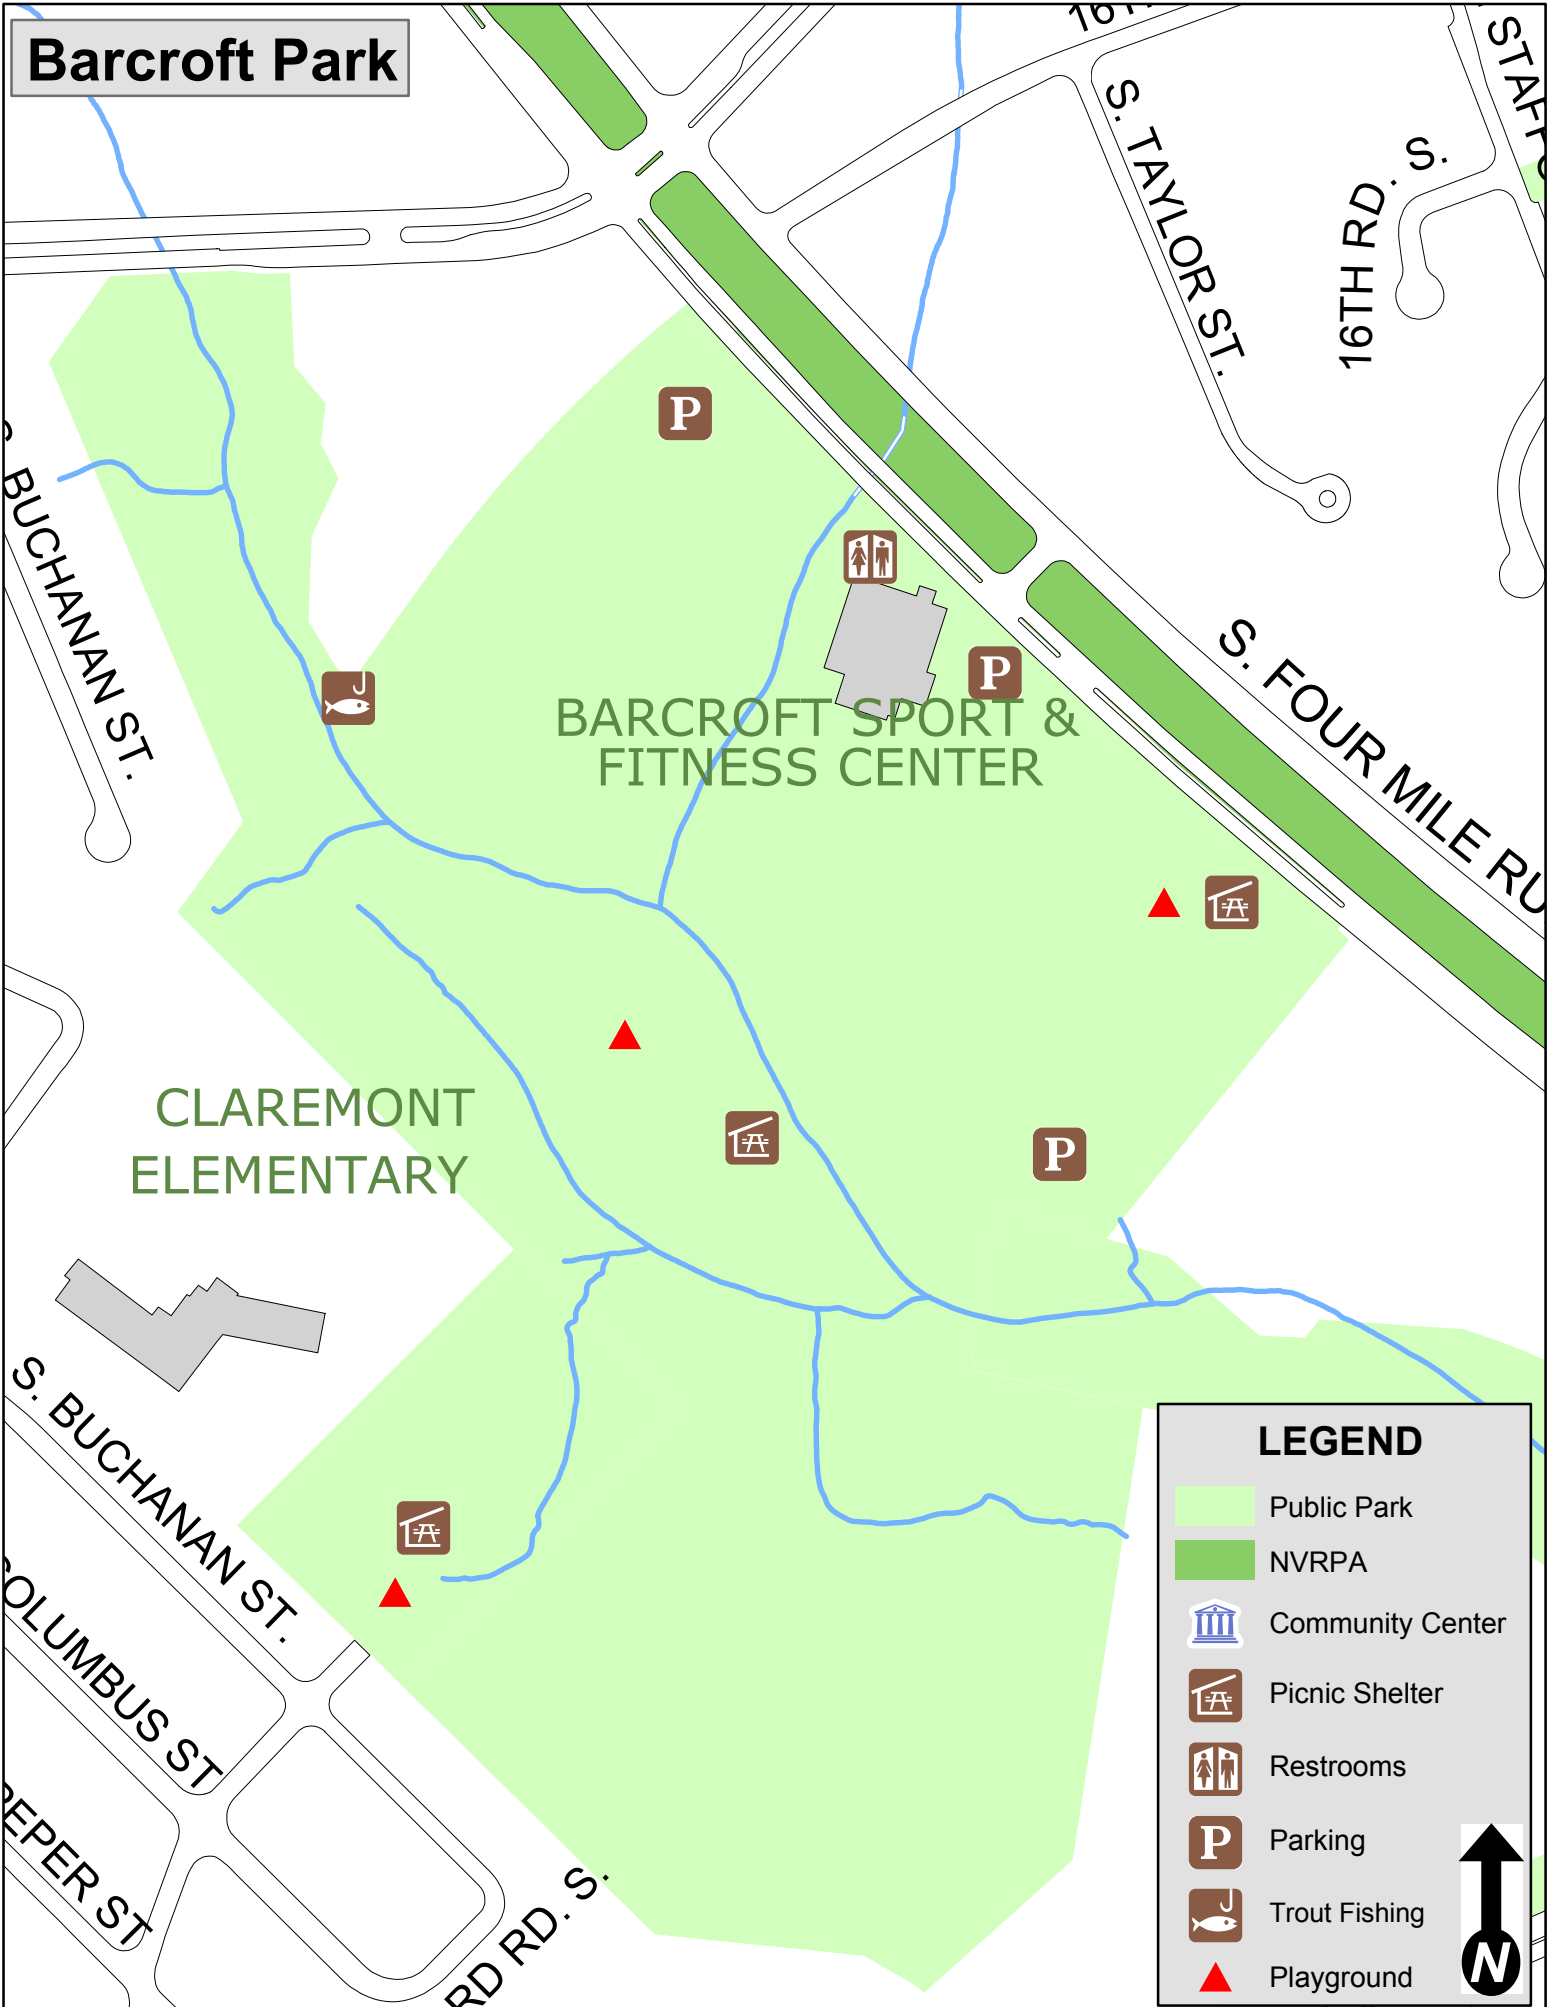 Barcroft Park
S. TAYLOR ST.
16TH RD. S.
S. FOUR MILE RU
BUCHANAN ST.
BARCROFT SPORT &
FITNESS CENTER
CLAREMONT
ELEMENTARY
S. BUCHANAN ST.
OLUMBUS ST
EPER ST
RD RD. S.
LEGEND
Public Park
NVRPA
Community Center
Picnic Shelter
Restrooms
P Parking
Trout Fishing
Playground
N
P
P
P